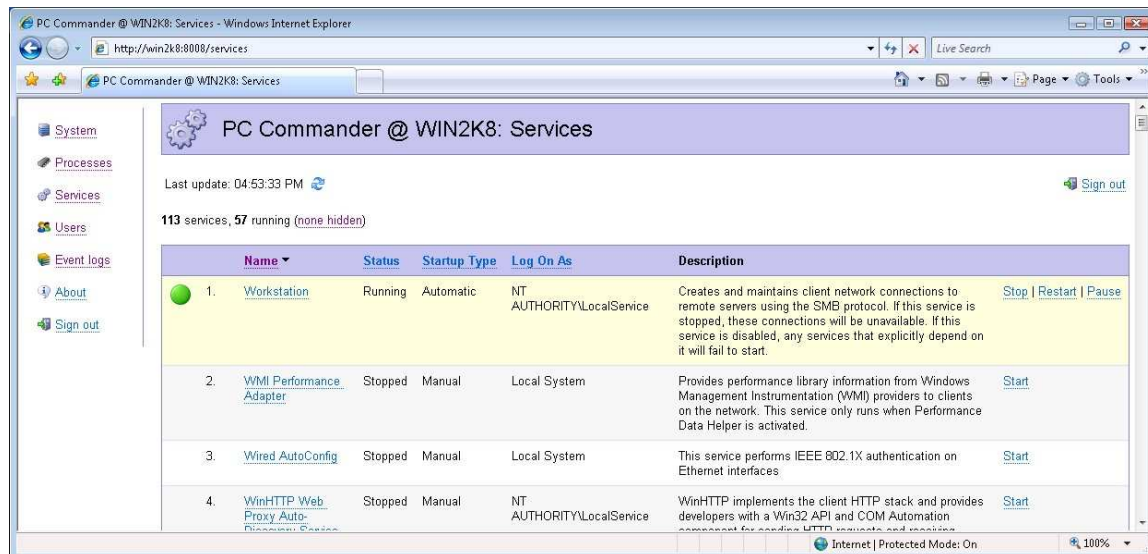 PC Commander @ WIN2K8: Services - Windows Internet Explorer
http://win2k8:8008/services
Live Search
PC Commander @ WIN2K8: Services
Page
Tools
System
Processes
Services
Users
Event logs
About
Sign out
PC Commander @ WIN2K8: Services
Last update: 04:53:33 PM
Sign out
113 services, 57 running (none hidden)
Name Status Startup Type Log On As Description
1. Workstation Running Automatic NT AUTHORITY\LocalService
Creates and maintains client network connections to
remote servers using the SMB protocol. If this service is
stopped, these connections will be unavailable. If this
service is disabled, any services that explicitly depend on
it will fail to start.
Stop | Restart | Pause
2. WMI Performance Adapter Stopped Manual Local System
Provides performance library information from Windows
Management Instrumentation (WMI) providers to clients
on the network. This service only runs when Performance
Data Helper is activated.
Start
3. Wired AutoConfig Stopped Manual Local System
This service performs IEEE 802.1X authentication on
Ethernet interfaces
Start
4. WinHTTP Web Proxy Auto-Discovery Service Stopped Manual NT AUTHORITY\LocalService
WinHTTP implements the client HTTP stack and provides
developers with a Win32 API and COM Automation
component for sending HTTP requests and receiving
Start
Internet | Protected Mode: On
100%